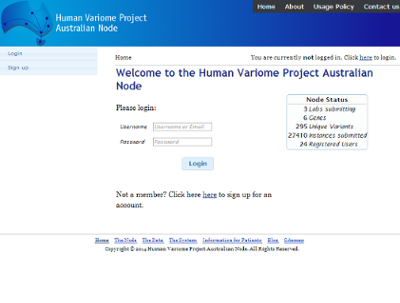 Home About Usage Policy Contact us
Human Variome Project
Australian Node
Login
Sign up
Home
You are currently not logged in. Click here to login.
Welcome to the Human Variome Project Australian
Node
Please login:
Username Username or Email
Password Password
Login
Node Status
3 Labs submitting
6 Genes
295 Unique Variants
27410 Instances submitted
24 Registered Users
Not a member? Click here here to sign up for an
account.
Home The Node The Data The System Information for Patients Blog Sitemap
Copyright © 2014 Human Variome Project Australian Node. All Rights Reserved.